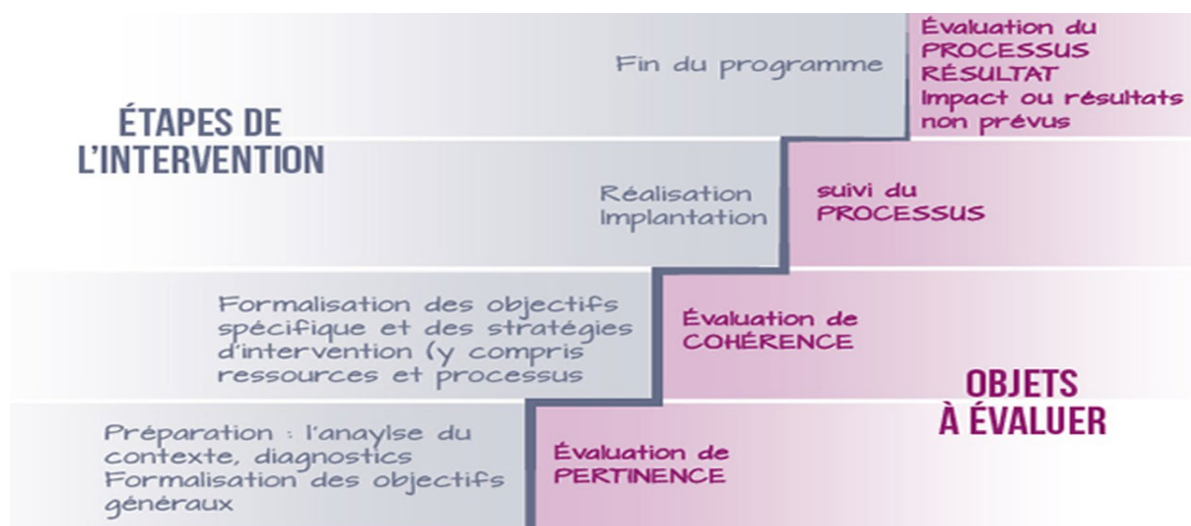 ÉTAPES DE
L'INTERVENTION
Fin du programme
Évaluation du
PROCESSUS
RÉSULTAT
Impact ou résultats
non prévus
Réalisation
Implantation
suivi du
PROCESSUS
Formalisation des objectifs
spécifique et des stratégies
d'intervention (y compris
ressources et processus
Évaluation de
COHÉRENCE
OBJETS
À ÉVALUER
Préparation : l'anaylse du
contexte, diagnostics
Formalisation des objectifs
généraux
Évaluation de
PERTINENCE